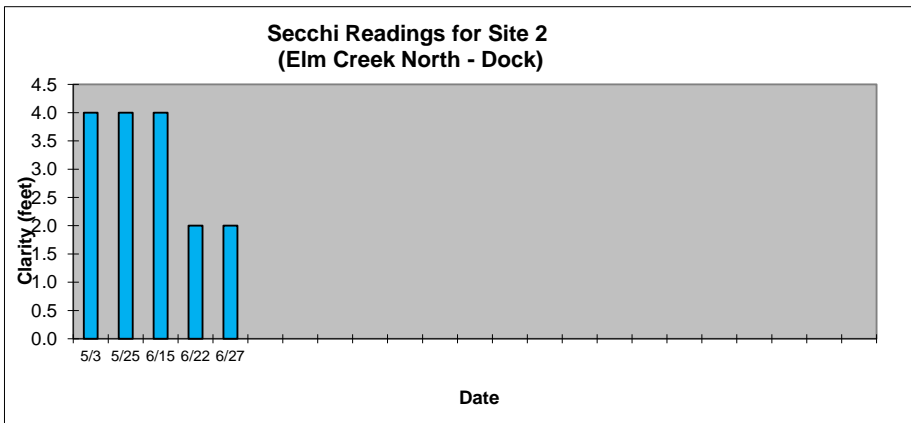 Secchi Readings for Site 2
(Elm Creek North - Dock)
4.5
4.0
3.5
3.0
2.5
2.0
1.5
1.0
0.5
0.0
Clarity (feet)
5/3 5/25 6/15 6/22 6/27
Date